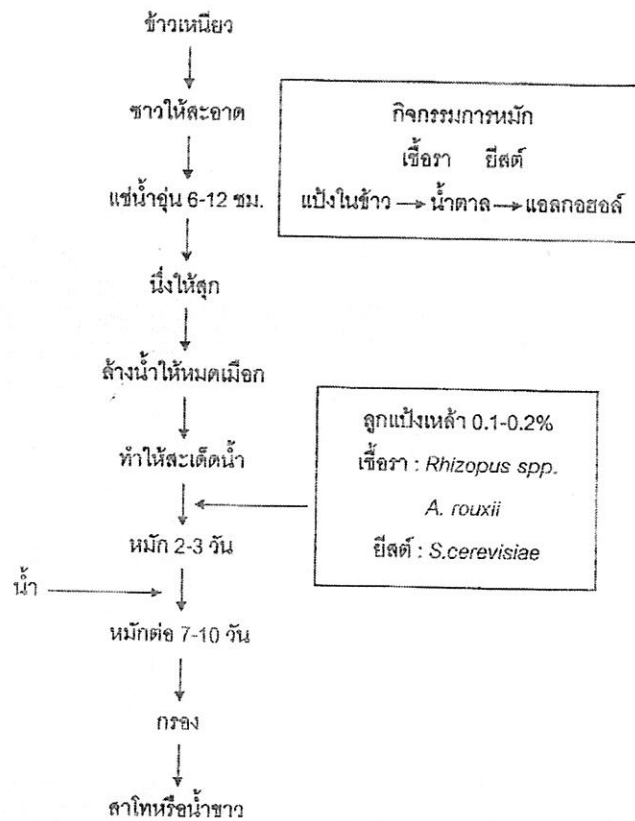 ข้าวเหนียว
ซาวให้สะอาด
แช่น้ำอุ่น 6-12 ชม.
นึ่งให้สุก
ล้างน้ำให้หมดเมือก
ทำให้สะเด็ดน้ำ
หมัก 2-3 วัน
น้ำ
หมักต่อ 7-10 วัน
กรอง
สาโทหรือน้ำขาว
กิจกรรมการหมัก
เชื้อรา ยีสต์
แป้งในข้าว → น้ำตาล → แอลกอฮอล์
ลูกแป้งเหล้า 0.1-0.2%
เชื้อรา : Rhizopus spp.
A. rouxii
ยีสต์ : S.cerevisiae